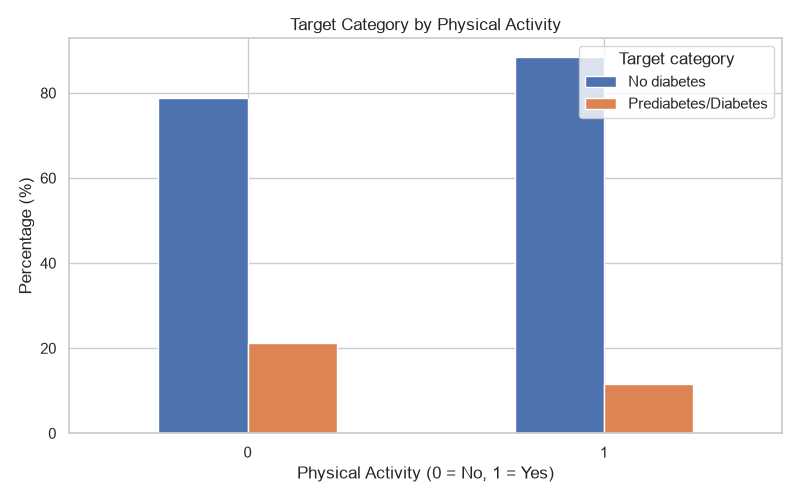 Target Category by Physical Activity
Target category
No diabetes
Prediabetes/Diabetes
Percentage (%)
80
60
40
20
0
0 1
Physical Activity (0 = No, 1 = Yes)